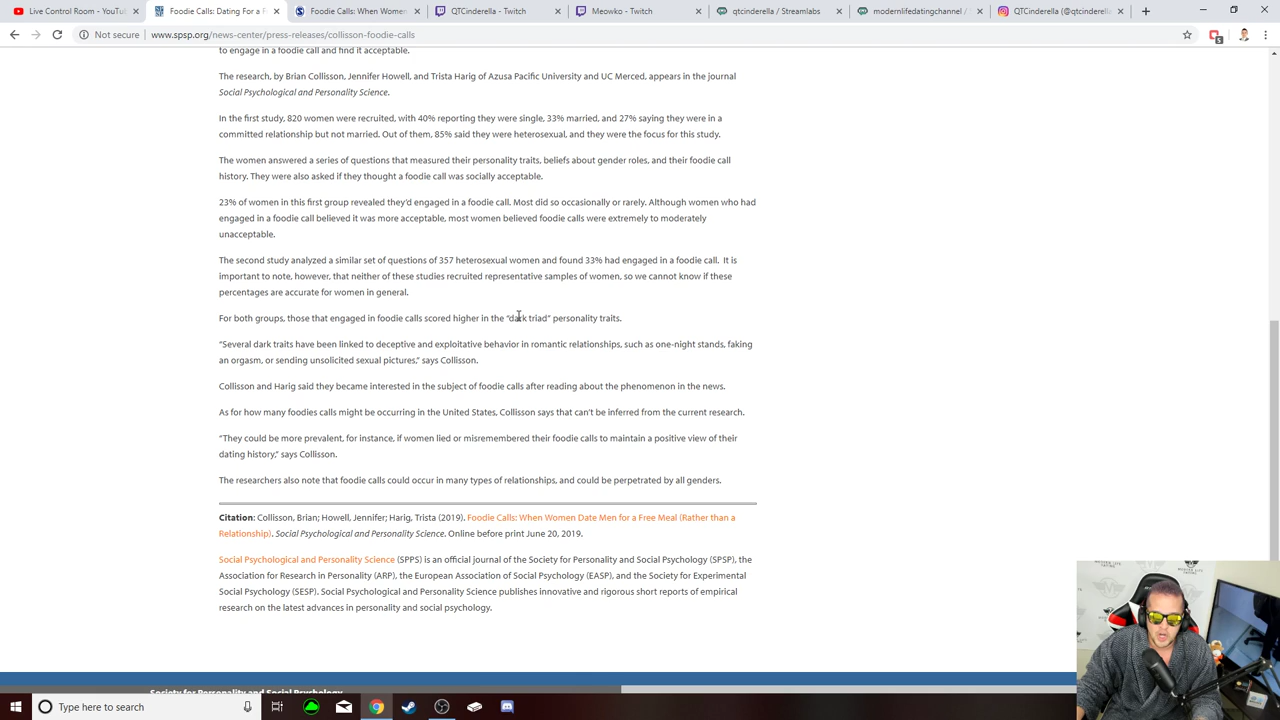 Live Control Room - YouTu
Foodie Calls: Dating For a F
Foodie Calls: When Women
QTCinderella - Twitch
Meowko - Twitch
qtcinderella / Streamlabs
modernlifedatingchannel /
Instagram
QTCinderella (@qtcinderella
Not secure
www.spsp.org/news-center/press-releases/collisson-foodie-calls
to engage in a foodie call and find it acceptable.
The research, by Brian Collisson, Jennifer Howell, and Trista Harig of Azusa Pacific University and UC Merced, appears in the journal
Social Psychological and Personality Science.
In the first study, 820 women were recruited, with 40% reporting they were single, 33% married, and 27% saying they were in a
committed relationship but not married. Out of them, 85% said they were heterosexual, and they were the focus for this study.
The women answered a series of questions that measured their personality traits, beliefs about gender roles, and their foodie call
history. They were also asked if they thought a foodie call was socially acceptable.
23% of women in this first group revealed they'd engaged in a foodie call. Most did so occasionally or rarely. Although women who had
engaged in a foodie call believed it was more acceptable, most women believed foodie calls were extremely to moderately
unacceptable.
The second study analyzed a similar set of questions of 357 heterosexual women and found 33% had engaged in a foodie call. It is
important to note, however, that neither of these studies recruited representative samples of women, so we cannot know if these
percentages are accurate for women in general.
For both groups, those that engaged in foodie calls scored higher in the “dark triad” personality traits.
“Several dark traits have been linked to deceptive and exploitative behavior in romantic relationships, such as one-night stands, faking
an orgasm, or sending unsolicited sexual pictures,” says Collisson.
Collisson and Harig said they became interested in the subject of foodie calls after reading about the phenomenon in the news.
As for how many foodies calls might be occurring in the United States, Collisson says that can't be inferred from the current research.
“They could be more prevalent, for instance, if women lied or misremembered their foodie calls to maintain a positive view of their
dating history,” says Collisson.
The researchers also note that foodie calls could occur in many types of relationships, and could be perpetrated by all genders.
Citation: Collisson, Brian; Howell, Jennifer; Harig, Trista (2019). Foodie Calls: When Women Date Men for a Free Meal (Rather than a
Relationship). Social Psychological and Personality Science. Online before print June 20, 2019.
Social Psychological and Personality Science (SPPS) is an official journal of the Society for Personality and Social Psychology (SPSP), the
Association for Research in Personality (ARP), the European Association of Social Psychology (EASP), and the Society for Experimental
Social Psychology (SESP). Social Psychological and Personality Science publishes innovative and rigorous short reports of empirical
research on the latest advances in personality and social psychology.
Society for Personality and Social Psychology
Type here to search